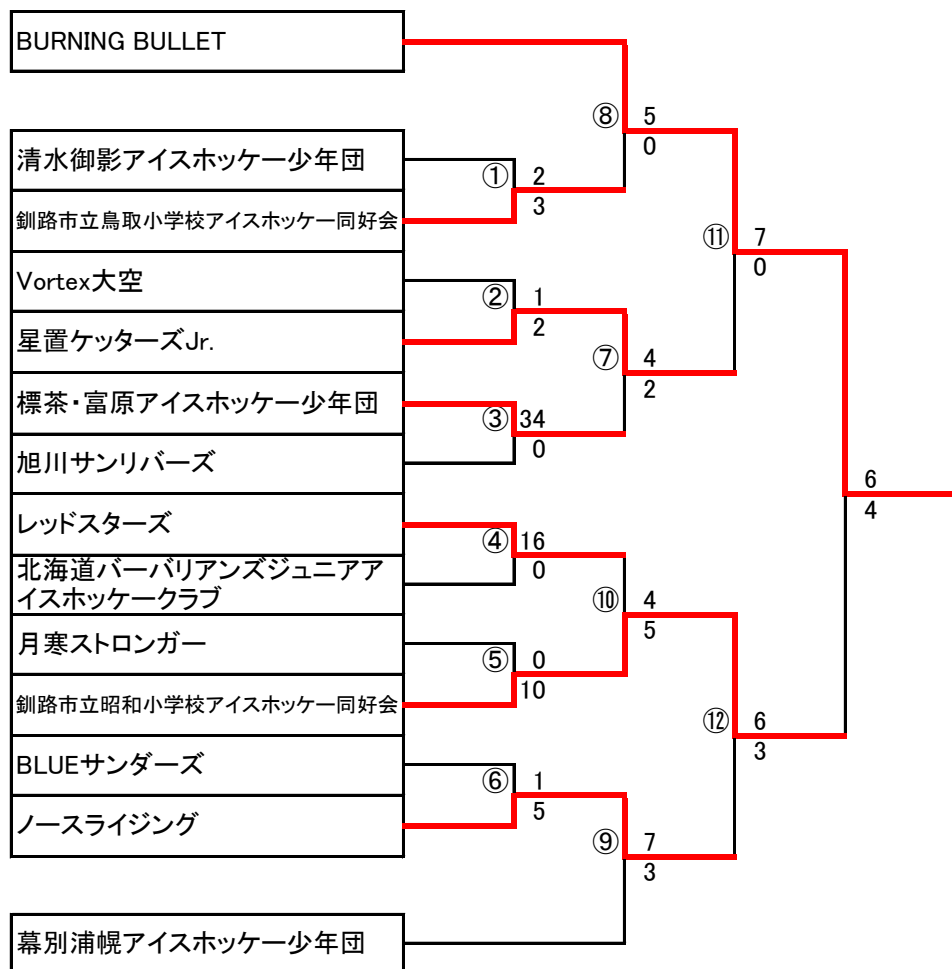 BURNING BULLET
⑧
5
0
清水御影アイスホッケー少年団
①
2
3
釧路市立鳥取小学校アイスホッケー同好会
⑪
7
0
Vortex大空
②
1
2
星置ケッターズJr.
⑦
4
2
標茶・富原アイスホッケー少年団
③
34
0
旭川サンリバーズ
6
4
レッドスターズ
④
16
0
北海道バーバリアンズジュニアア
イスホッケークラブ
⑩
4
5
月寒ストロンガー
⑤
0
10
釧路市立昭和小学校アイスホッケー同好会
⑫
6
3
BLUEサンダーズ
⑥
1
5
ノースライジング
⑨
7
3
幕別浦幌アイスホッケー少年団